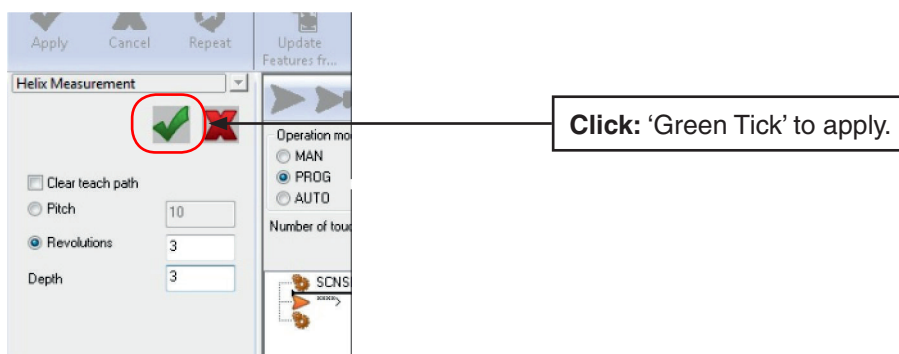 Apply Cancel Repeat Update
Features fr...
Helix Measurement
Click: ‘Green Tick’ to apply.
Operation mo
MAN
Clear teach path
PROG
Pitch 10
AUTO
Number of touc
Revolutions 3
Depth 3
SCNS